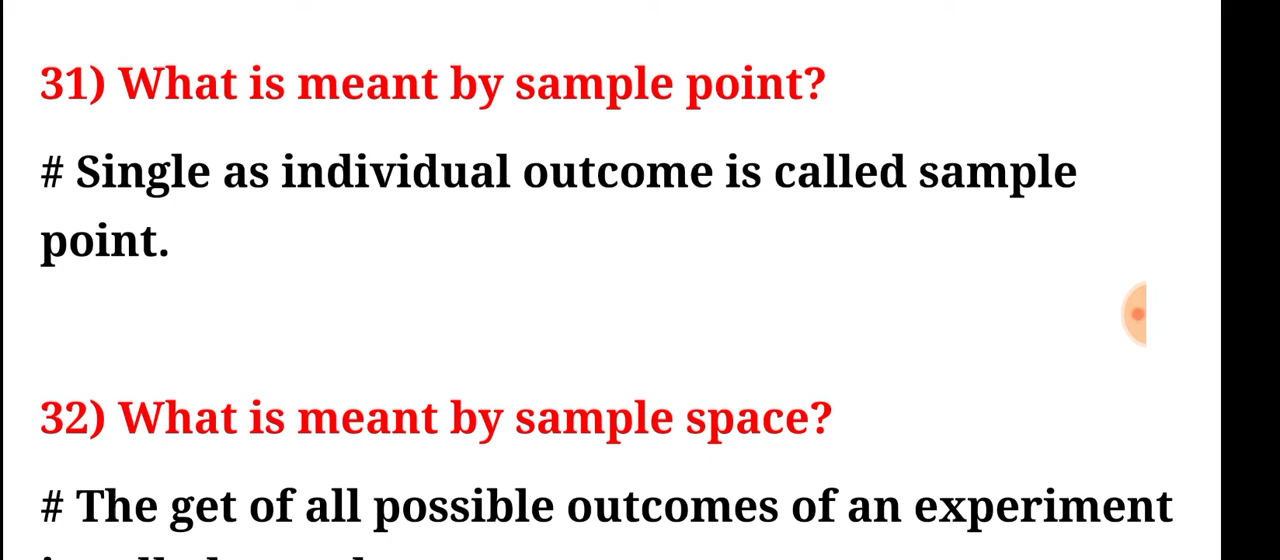 31) What is meant by sample point?
# Single as individual outcome is called sample
point.
32) What is meant by sample space?
# The get of all possible outcomes of an experiment